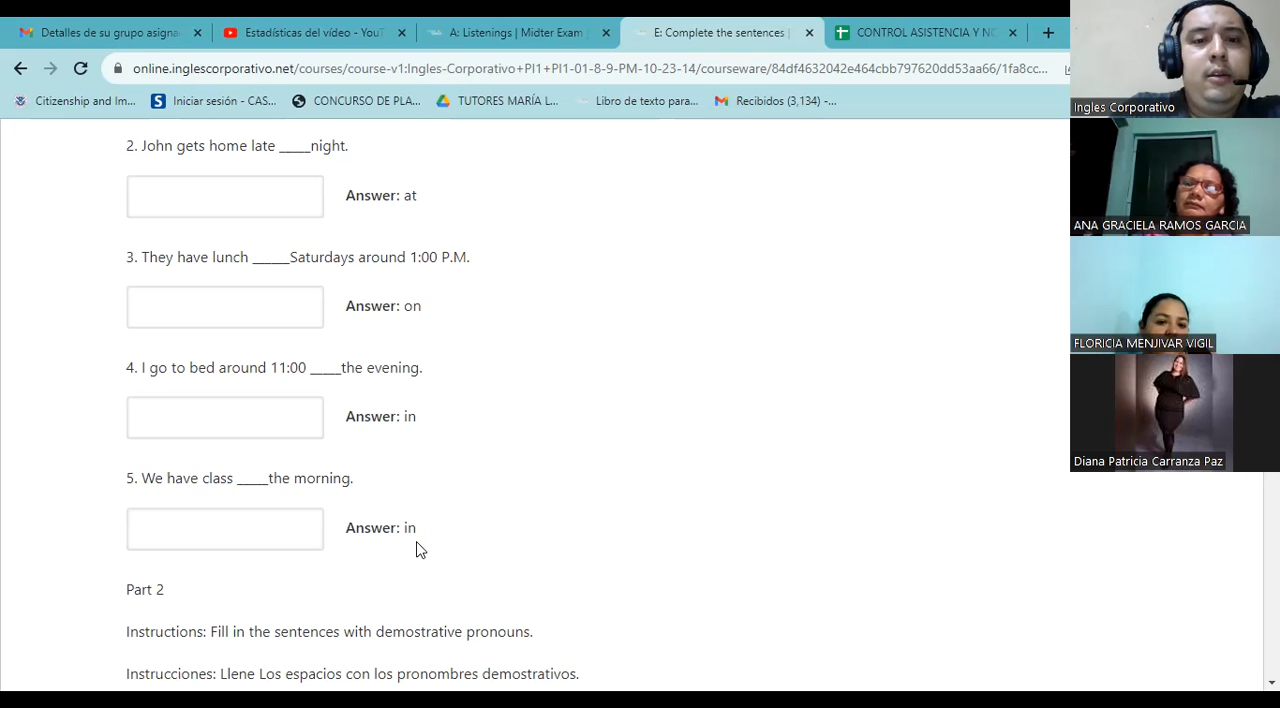 Detalles de su grupo asigna
Estadísticas del vídeo - YouT
A: Listenings | Midter Exam
E: Complete the sentences |
CONTROL ASISTENCIA Y NO
online.inglescorporativo.net/courses/course-v1:Ingles-Corporativo+PI1+PI1-01-8-9-PM-10-23-14/courseware/84df4632042e464cbb797620dd53aa66/1fa8cc...
Citizenship and Im...
Iniciar sesión - CAS...
CONCURSO DE PLA...
TUTORES MARÍA L...
Libro de texto para...
Recibidos (3,134) -...
2. John gets home late _____night.
Answer: at
3. They have lunch ______Saturdays around 1:00 P.M.
Answer: on
4. I go to bed around 11:00 _____the evening.
Answer: in
5. We have class _____the morning.
Answer: in
Part 2
Instructions: Fill in the sentences with demostrative pronouns.
Instrucciones: Llene Los espacios con los pronombres demostrativos.
Ingles Corporativo
ANA GRACIELA RAMOS GARCIA
FLORICIA MENJIVAR VIGIL
Diana Patricia Carranza Paz